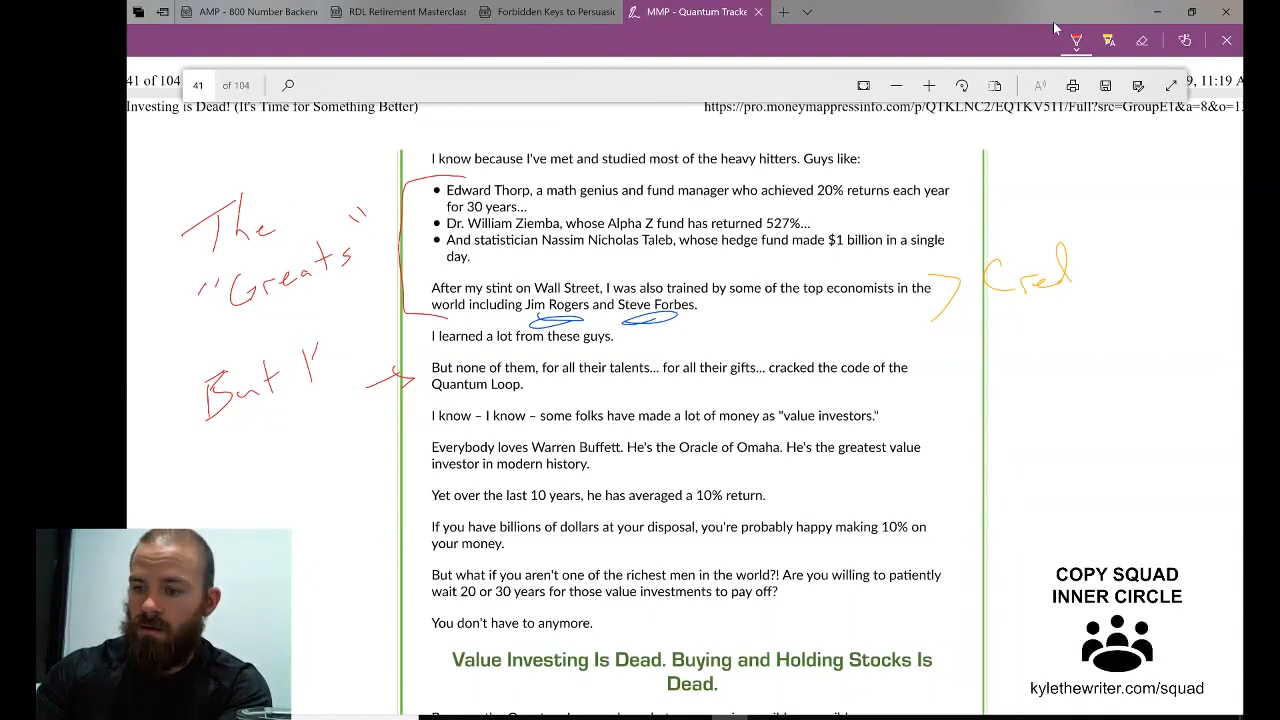 AMP - 800 Number Backen
RDL Retirement Masterclass
Forbidden Keys to Persuasic
MMP - Quantum Tracke
41 of 104
41
of 104
9, 11:19 A
Investing is Dead! (It's Time for Something Better)
https://pro.moneymappressinfo.com/p/QTKLNC2/EQTKV511/Full?src=GroupE1&a=8&o=1
I know because I've met and studied most of the heavy hitters. Guys like:
• Edward Thorp, a math genius and fund manager who achieved 20% returns each year
for 30 years...
• Dr. William Ziemba, whose Alpha Z fund has returned 527%...
• And statistician Nassim Nicholas Taleb, whose hedge fund made $1 billion in a single
day.
The
"Greats"
Cred
After my stint on Wall Street, I was also trained by some of the top economists in the
world including Jim Rogers and Steve Forbes.
I learned a lot from these guys.
But
But none of them, for all their talents... for all their gifts... cracked the code of the
Quantum Loop.
I know – I know – some folks have made a lot of money as "value investors."
Everybody loves Warren Buffett. He's the Oracle of Omaha. He's the greatest value
investor in modern history.
Yet over the last 10 years, he has averaged a 10% return.
If you have billions of dollars at your disposal, you're probably happy making 10% on
your money.
But what if you aren't one of the richest men in the world?! Are you willing to patiently
wait 20 or 30 years for those value investments to pay off?
You don't have to anymore.
Value Investing Is Dead. Buying and Holding Stocks Is
Dead.
COPY SQUAD
INNER CIRCLE
kylethewriter.com/squad